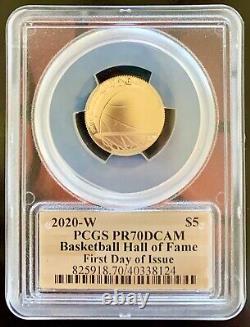 2020-W $5
PCGS PR70DCAM
Basketball Hall of Fame
First Day of Issue
825918.70/40338124